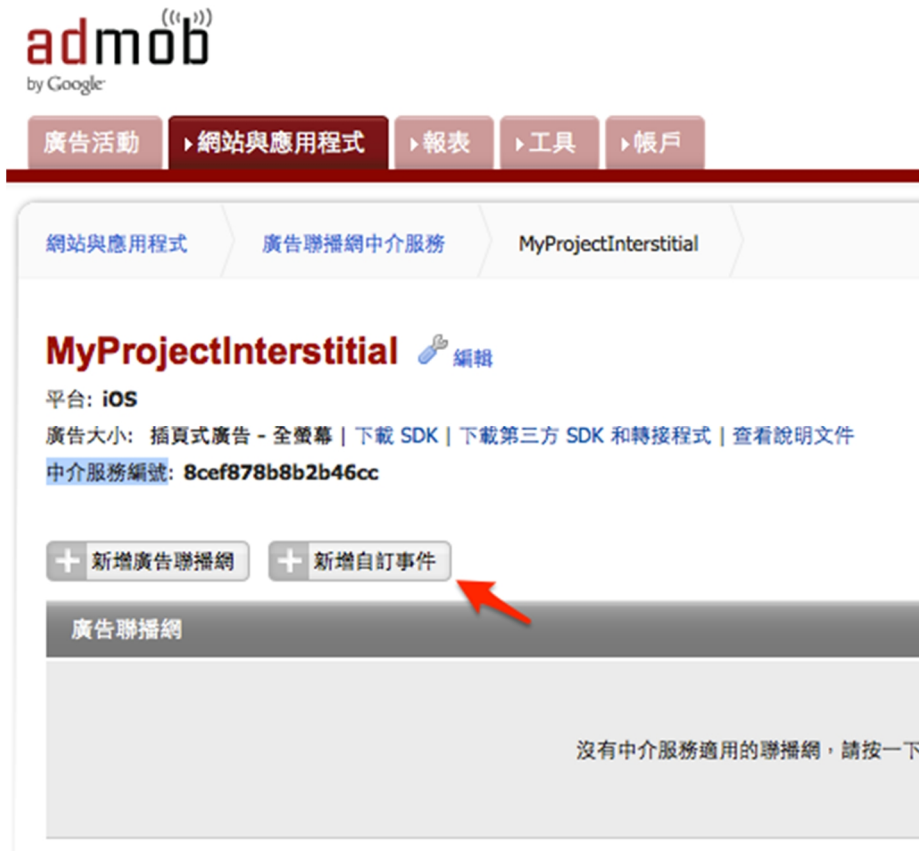 admob
by Google
廣告活動 網站與應用程式 報表 工具 帳戶
網站與應用程式 廣告聯播網中介服務 MyProjectInterstitial
MyProjectInterstitial 編輯
平台: iOS
廣告大小: 插頁式廣告 - 全螢幕 | 下載 SDK | 下載第三方 SDK 和轉接程式 | 查看說明文件
中介服務編號: 8cef878b8b2b46cc
新增廣告聯播網 新增自訂事件
廣告聯播網
沒有中介服務適用的聯播網，請按一下